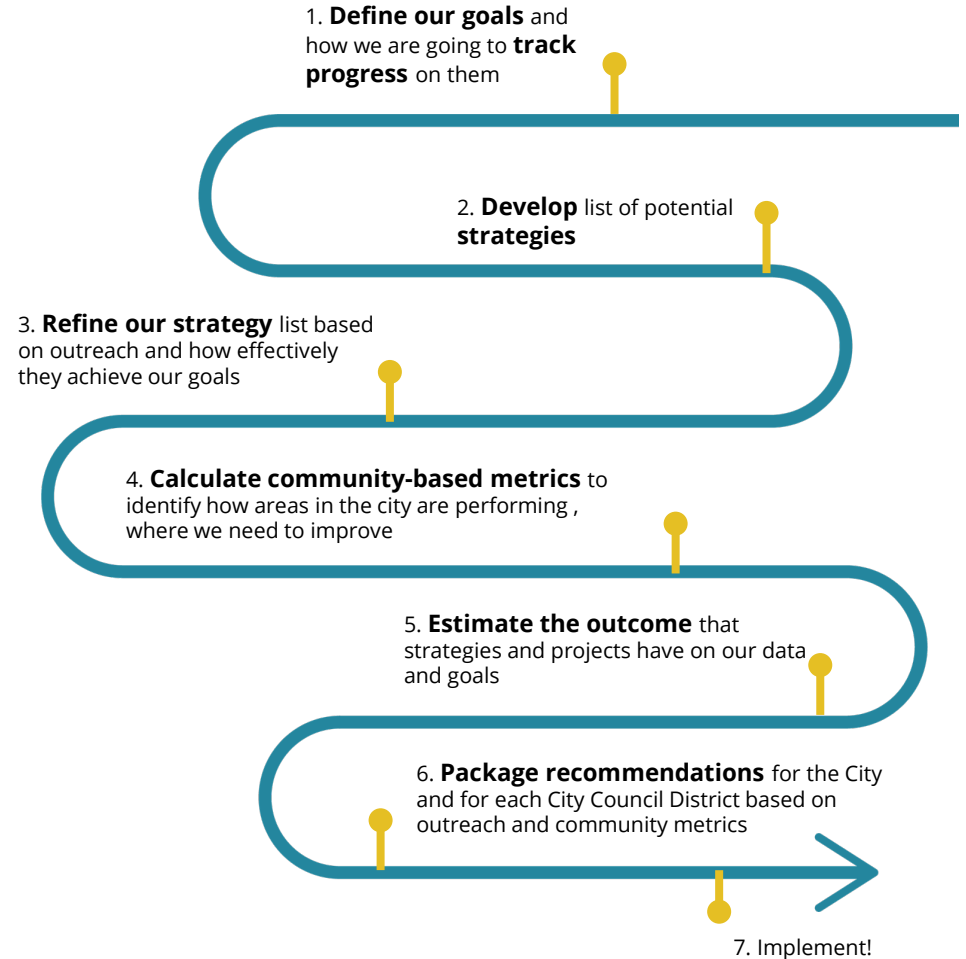 1. Define our goals and
how we are going to track
progress on them
2. Develop list of potential
strategies
3. Refine our strategy list based
on outreach and how effectively
they achieve our goals
4. Calculate community-based metrics to
identify how areas in the city are performing ,
where we need to improve
5. Estimate the outcome that
strategies and projects have on our data
and goals
6. Package recommendations for the City
and for each City Council District based on
outreach and community metrics
7. Implement!